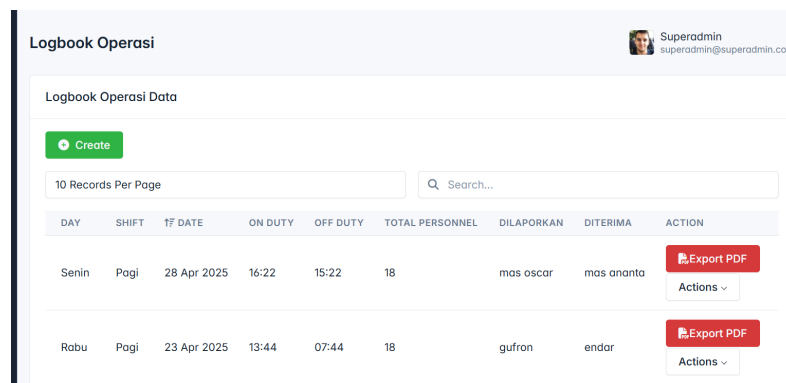 Logbook Operasi
Superadmin
superadmin@superadmin.co
Logbook Operasi Data
Create
10 Records Per Page
Search...
DAY SHIFT DATE ON DUTY OFF DUTY TOTAL PERSONNEL DILAPORKAN DITERIMA ACTION
Senin Pagi 28 Apr 2025 16:22 15:22 18 mas oscar mas ananta Export PDF
Actions
Rabu Pagi 23 Apr 2025 13:44 07:44 18 gufron endar Export PDF
Actions